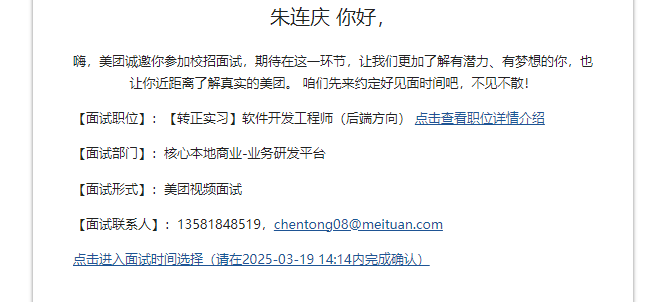 朱连庆 你好，
嗨，美团诚邀你参加校招面试，期待在这一环节，让我们更加了解有潜力、有梦想的你，也
让你近距离了解真实的美团。 咱们先来约定好见面时间吧，不见不散！
【面试职位】：【转正实习】软件开发工程师（后端方向） 点击查看职位详情介绍
【面试部门】：核心本地商业-业务研发平台
【面试形式】：美团视频面试
【面试联系人】：13581848519，chentong08@meituan.com
点击进入面试时间选择（请在2025-03-19 14:14内完成确认）